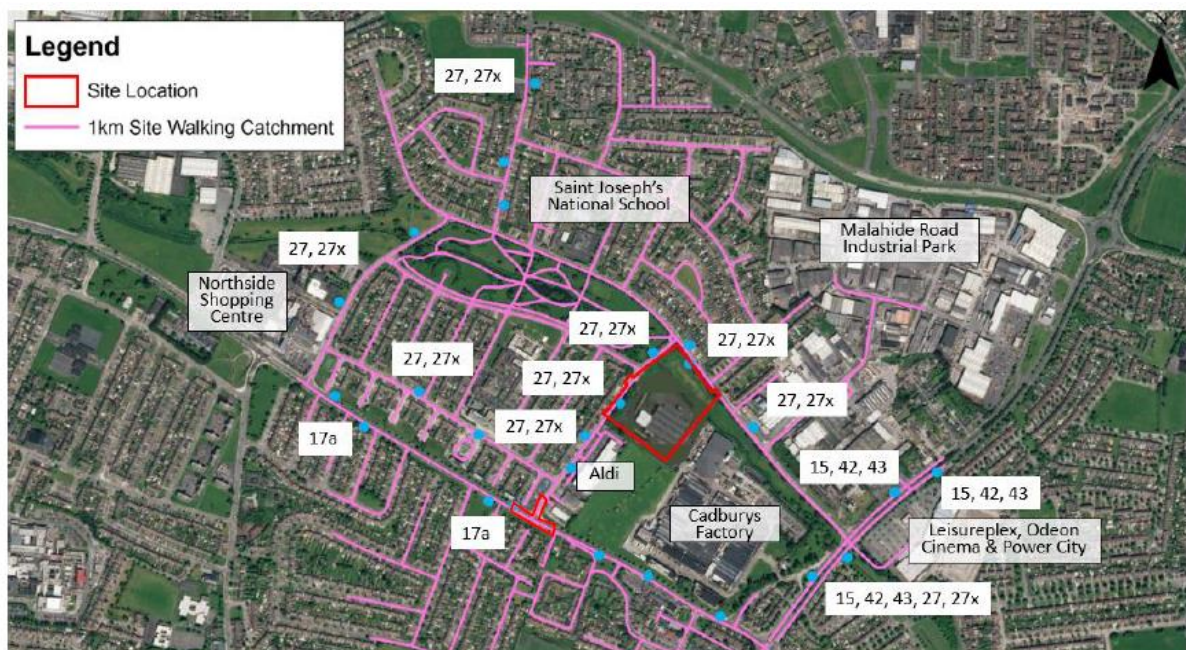 Legend
Site Location
1km Site Walking Catchment
27, 27x
Saint Joseph's
National School
Malahide Road
Industrial Park
27, 27x
Northside
Shopping
Centre
27, 27x
27, 27x
27, 27x
27, 27x
27, 27x
27, 27x
17a
Aldi
15, 42, 43
15, 42, 43
17a
Cadburys
Factory
Leisureplex, Odeon
Cinema & Power City
15, 42, 43, 27, 27x